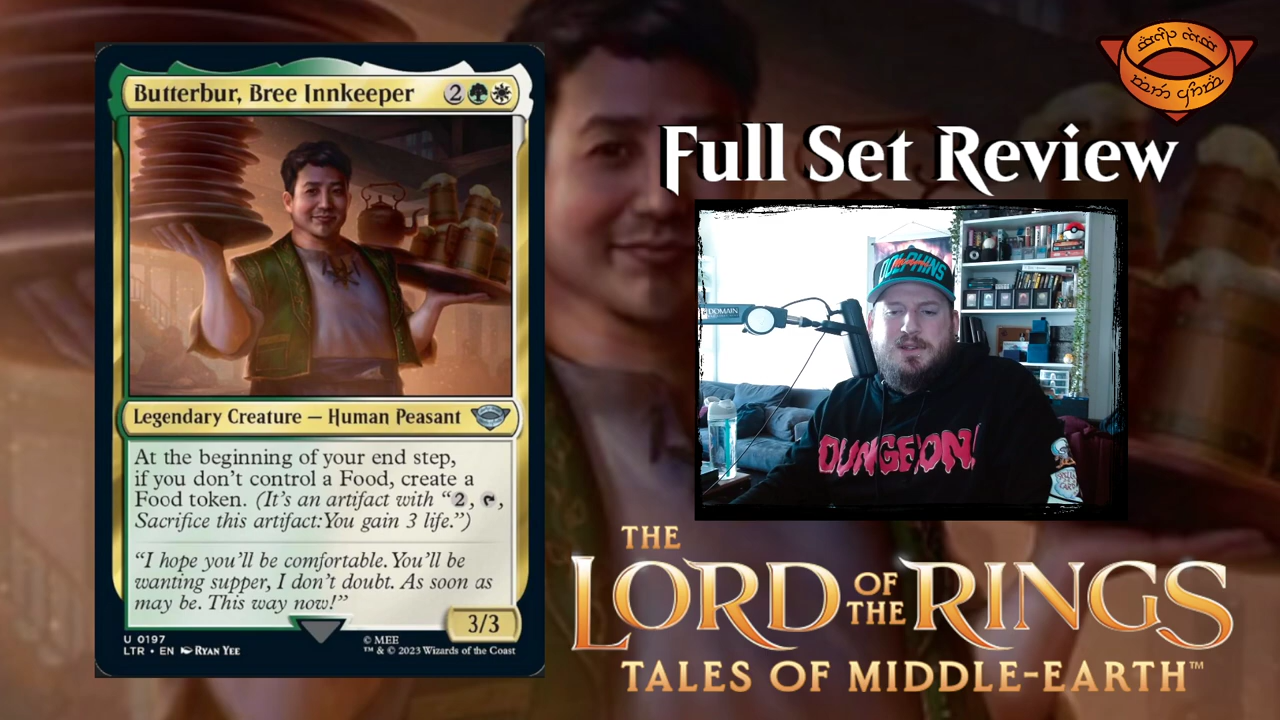 Butterbur, Bree Innkeeper 2
Legendary Creature — Human Peasant
At the beginning of your end step,
if you don't control a Food, create a
Food token. (It's an artifact with “2, ,
Sacrifice this artifact:You gain 3 life.”)
“I hope you'll be comfortable. You'll be
wanting supper, I don't doubt. As soon as
may be. This way now!”
3/3
U 0197
LTR • EN RYAN YEE
© MEE
™ & © 2023 Wizards of the Coast
Full Set Review
DOMAIN
DOLPHINS
DUNGEON!
THE
LORD OF THE RINGS
TALES OF MIDDLE-EARTH™